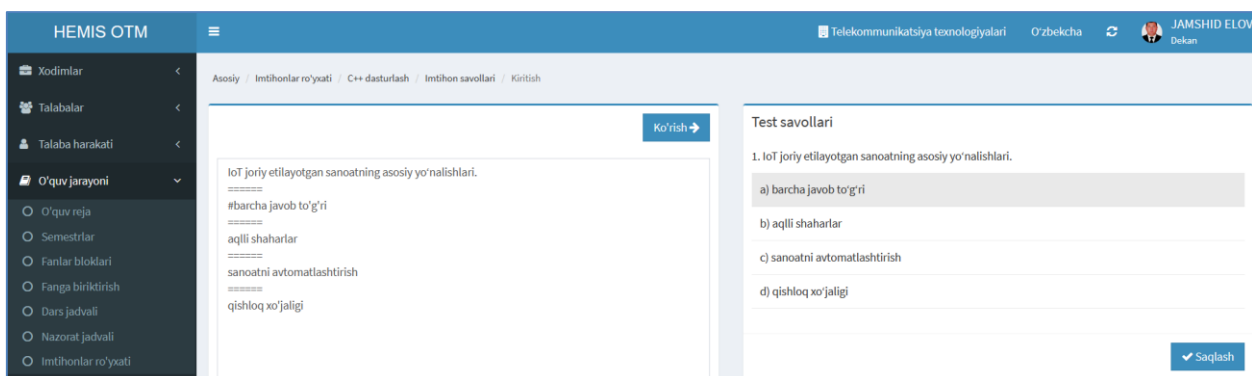 HEMIS OTM
Telekommunikatsiya texnologiyalari O'zbekcha JAMSHID ELOV
Dekan
Xodimlar
Talabalar
Talaba harakati
O'quv jarayoni
O'quv reja
Semestrlar
Fanlar bloklari
Fanga biriktirish
Dars jadvali
Nazorat jadvali
Imtihonlar ro'yxati
Asosiy / Imtihonlar ro'yxati / C++ dasturlash / Imtihon savollari / Kiritish
Ko'rish
IoT joriy etilayotgan sanoatning asosiy yo'nalishlari.
======
#barcha javob to'g'ri
======
aqlli shaharlar
======
sanoatni avtomatlashtirish
======
qishloq xo'jaligi
Test savollari
1. IoT joriy etilayotgan sanoatning asosiy yo'nalishlari.
a) barcha javob to'g'ri
b) aqlli shaharlar
c) sanoatni avtomatlashtirish
d) qishloq xo'jaligi
Saqlash